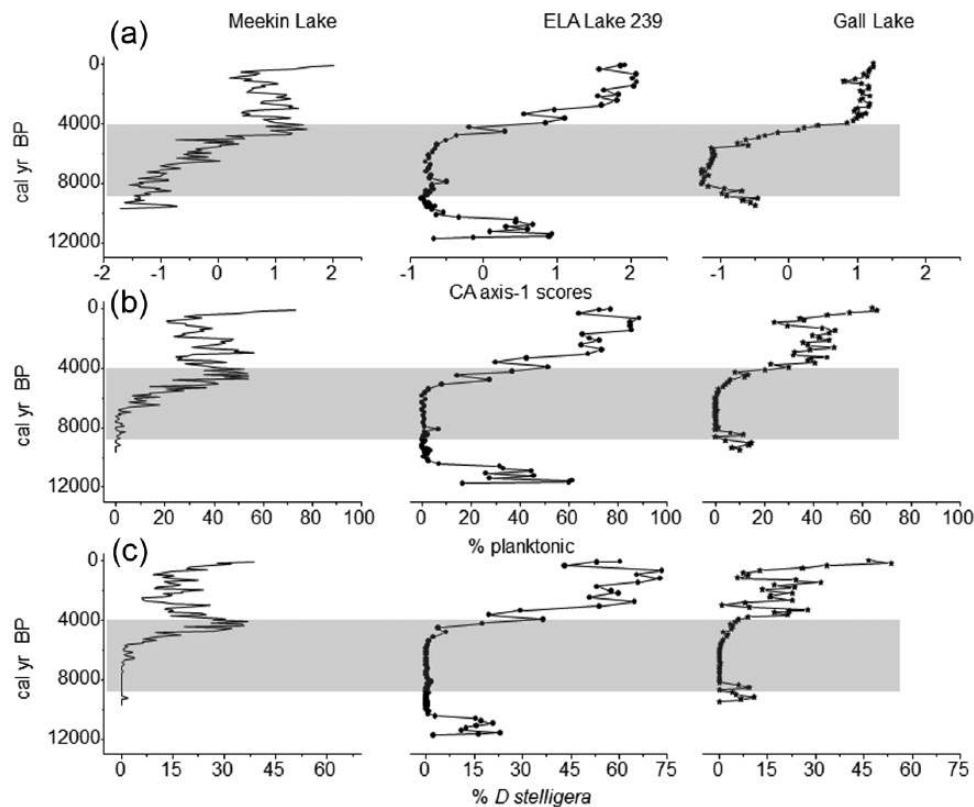 Meekin Lake ELA Lake 239 Gall Lake
(a)
0
4000
8000
12000
cal yr BP
-2 -1 0 1 2 -1 0 1 2 -1 0 1 2
CA axis-1 scores
(b)
0
4000
8000
12000
cal yr BP
0 20 40 60 80 100 0 20 40 60 80 100 0 20 40 60 80 100
% planktonic
(c)
0
4000
8000
12000
cal yr BP
0 15 30 45 60 0 15 30 45 60 75 0 15 30 45 60 75
% D stelligera